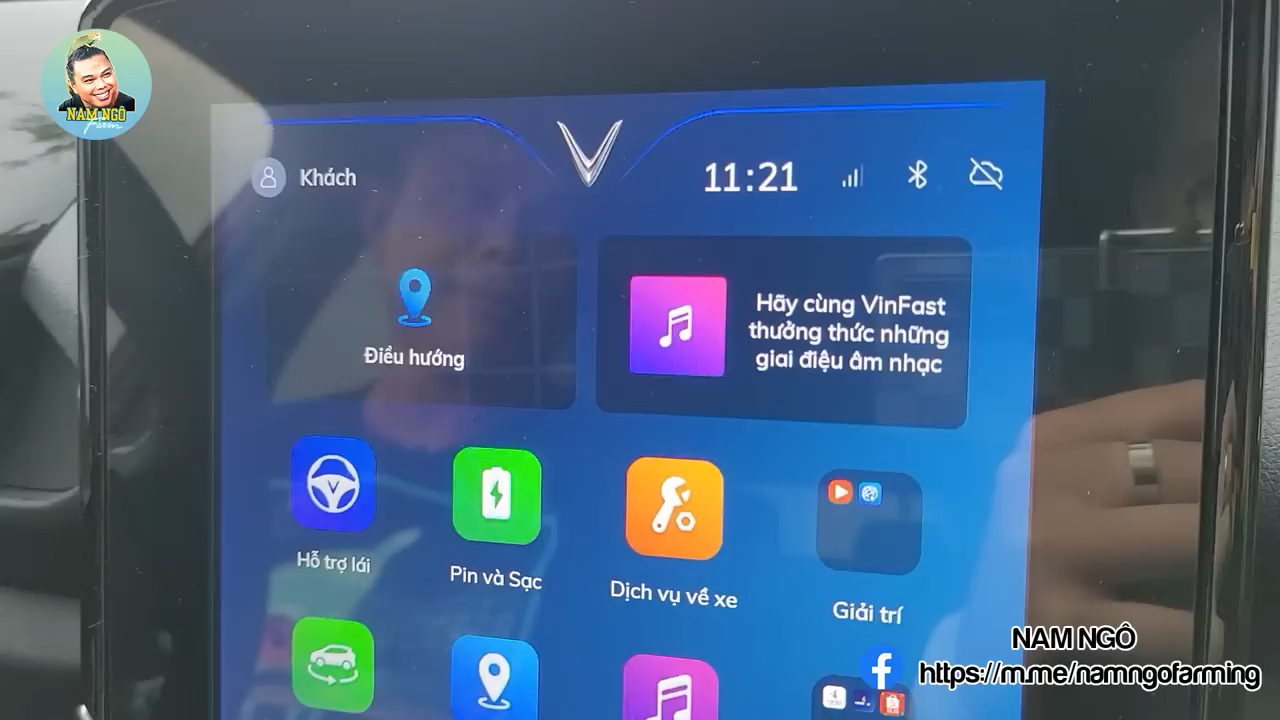 NAM NGÔ
Farm
Khách
11:21
Điều hướng
Hãy cùng VinFast
thưởng thức những
giai điệu âm nhạc
Hỗ trợ lái
Pin và Sạc
Dịch vụ về xe
Giải trí
NAM NGÔ
https://m.me/namngofarming